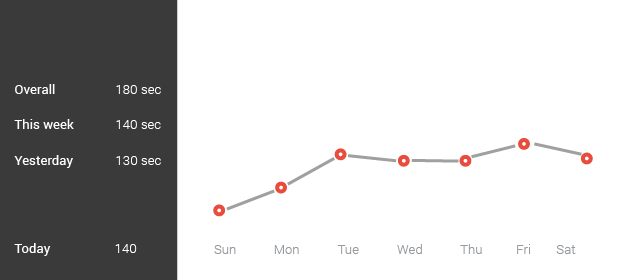 Overall 180 sec
This week 140 sec
Yesterday 130 sec
Today 140
Sun Mon Tue Wed Thu Fri Sat